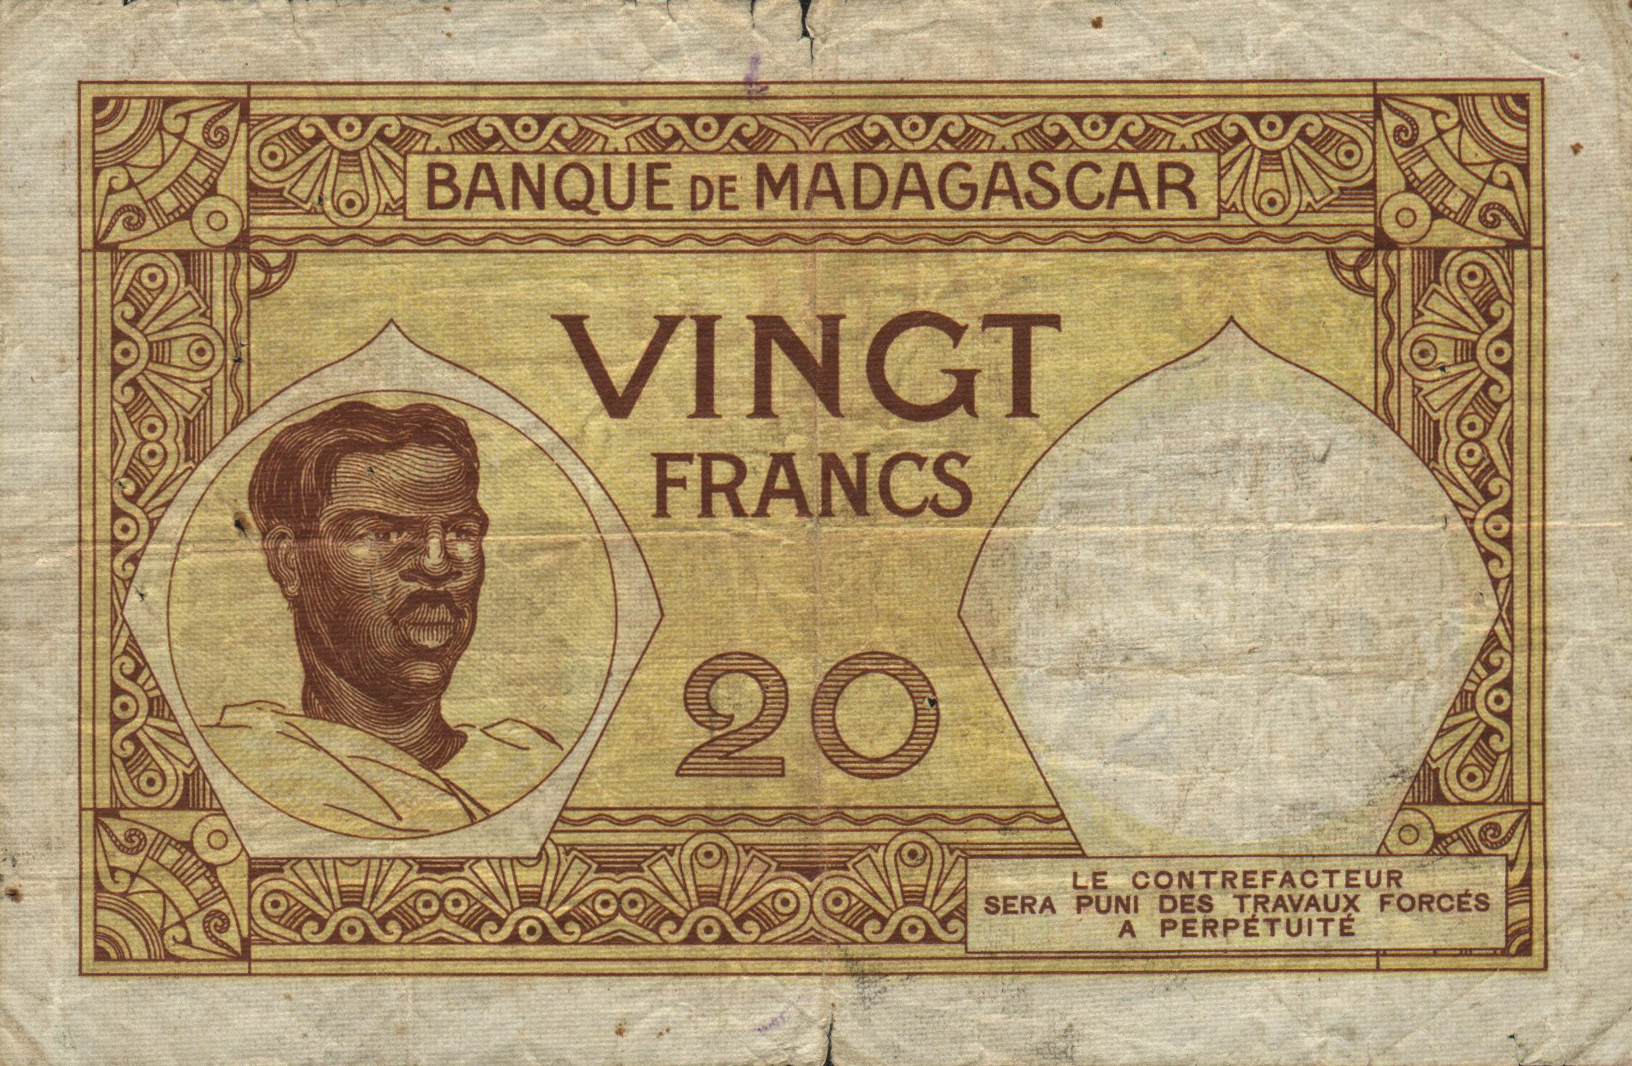 BANQUE DE MADAGASCAR
VINGT
FRANCS
20
LE CONTREFACTEUR
SERA PUNI DES TRAVAUX FORCÉS
A PERPÉTUITÉ